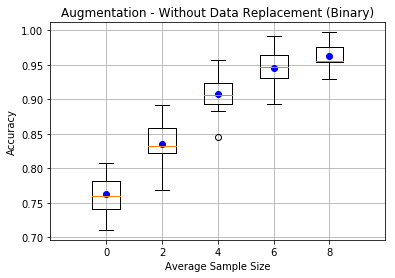 Augmentation - Without Data Replacement (Binary)
1.00
0.95
0.90
0.85
0.80
0.75
0.70
Accuracy
0 2 4 6 8
Average Sample Size